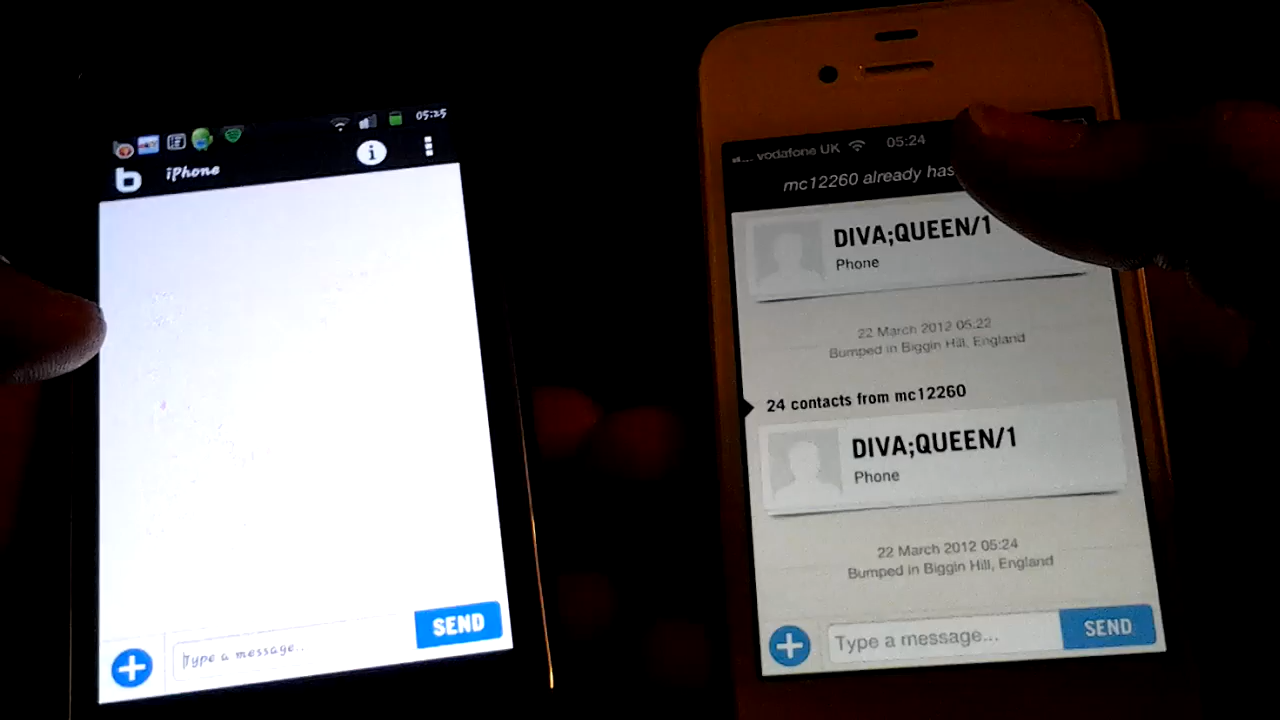 05:25
iPhone
Type a message..
SEND
vodafone UK
05:24
mc12260 already has
DIVA;QUEEN/1
Phone
22 March 2012 05:22
Bumped in Biggin Hill, England
24 contacts from mc12260
DIVA;QUEEN/1
Phone
22 March 2012 05:24
Bumped in Biggin Hill, England
Type a message...
SEND